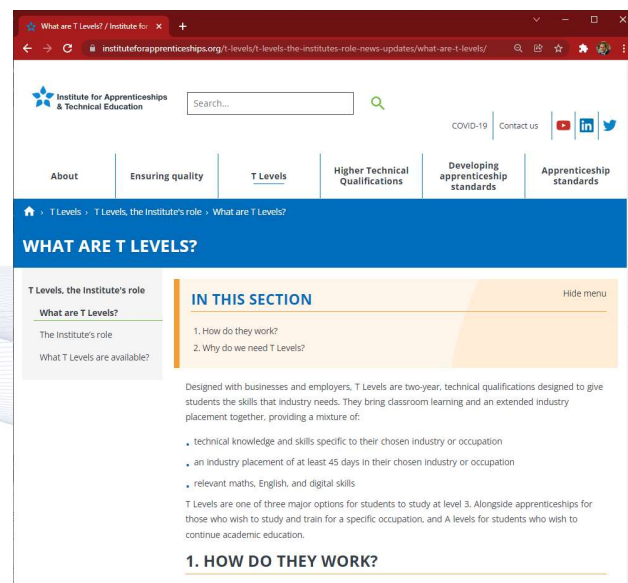 What are T Levels? / Institute for
instituteforapprenticeships.org/t-levels/t-levels-the-institutes-role-news-updates/what-are-t-levels/
Institute for Apprenticeships
& Technical Education
Search...
COVID-19
Contact us
About
Ensuring quality
T Levels
Higher Technical
Qualifications
Developing
apprenticeship
standards
Apprenticeship
standards
› T Levels › T Levels, the Institute's role › What are T Levels?
WHAT ARE T LEVELS?
T Levels, the Institute's role
What are T Levels?
The Institute's role
What T Levels are available?
IN THIS SECTION
Hide menu
1. How do they work?
2. Why do we need T Levels?
Designed with businesses and employers, T Levels are two-year, technical qualifications designed to give
students the skills that industry needs. They bring classroom learning and an extended industry
placement together, providing a mixture of:
technical knowledge and skills specific to their chosen industry or occupation
an industry placement of at least 45 days in their chosen industry or occupation
relevant maths, English, and digital skills
T Levels are one of three major options for students to study at level 3. Alongside apprenticeships for
those who wish to study and train for a specific occupation, and A levels for students who wish to
continue academic education.
1. HOW DO THEY WORK?